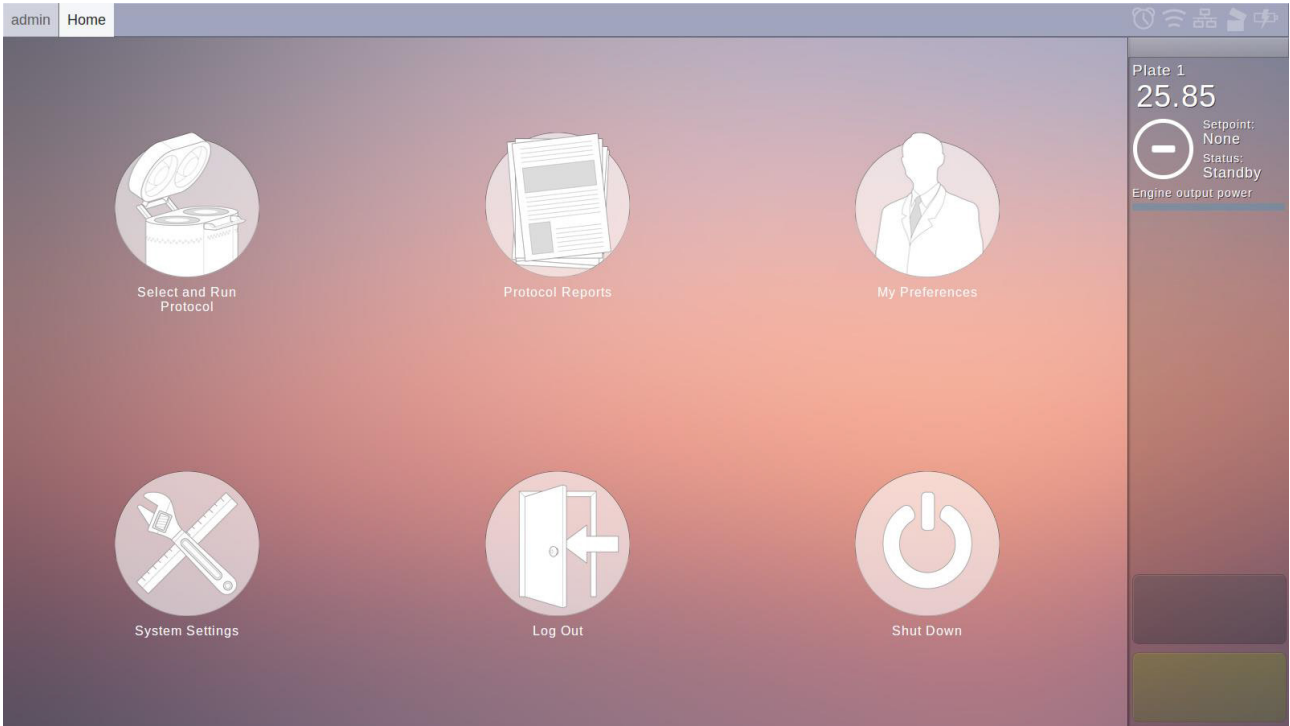 admin Home
Plate 1
25.85
Setpoint:
None
Status:
Standby
Engine output power
Select and Run
Protocol
Protocol Reports
My Preferences
System Settings
Log Out
Shut Down